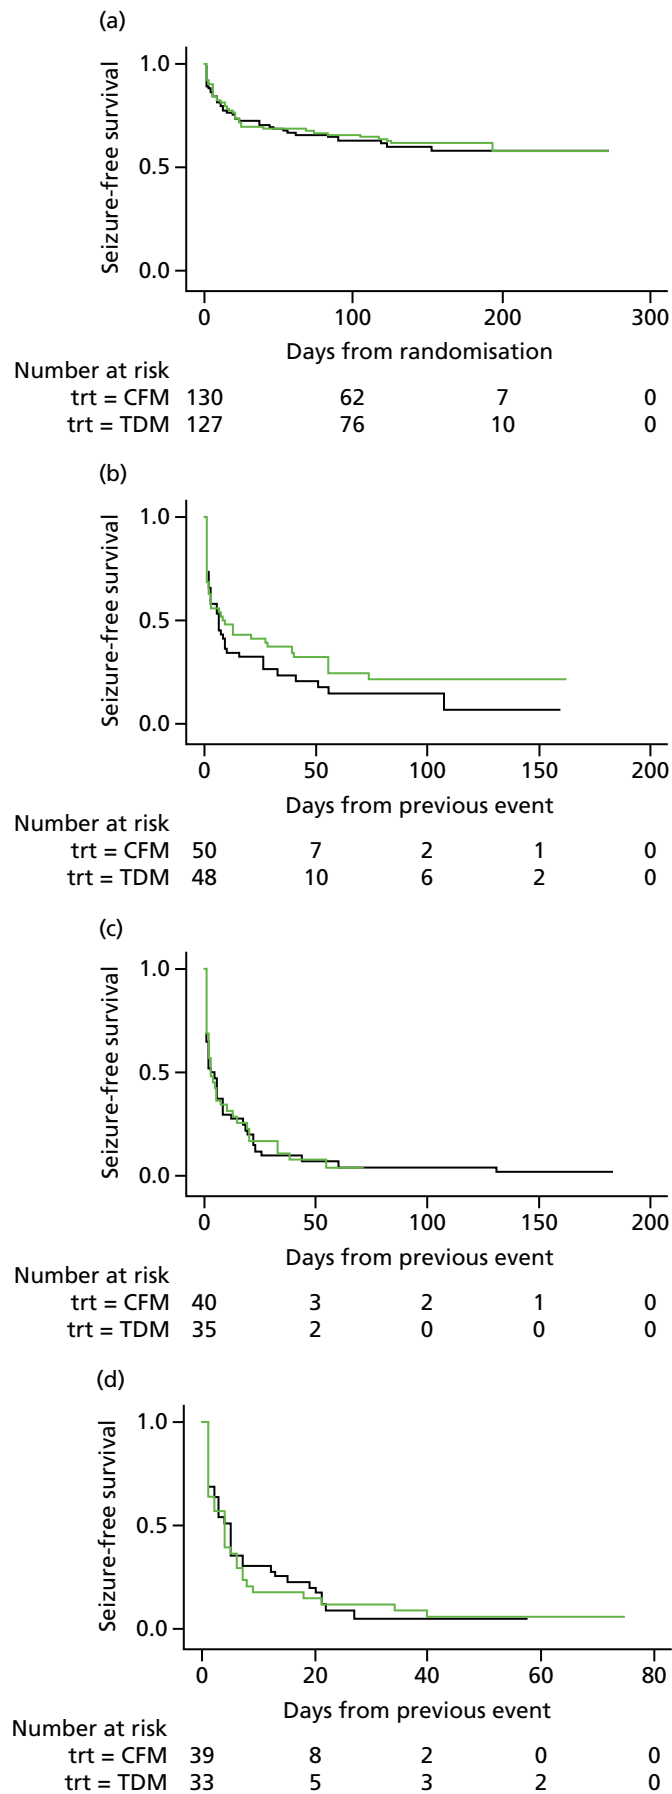 (a)
Seizure-free survival
1.0
0.5
0.0
0 100 200 300
Days from randomisation
Number at risk
trt = CFM 130 62 7 0
trt = TDM 127 76 10 0
(b)
Seizure-free survival
1.0
0.5
0.0
0 50 100 150 200
Days from previous event
Number at risk
trt = CFM 50 7 2 1 0
trt = TDM 48 10 6 2 0
(c)
Seizure-free survival
1.0
0.5
0.0
0 50 100 150 200
Days from previous event
Number at risk
trt = CFM 40 3 2 1 0
trt = TDM 35 2 0 0 0
(d)
Seizure-free survival
1.0
0.5
0.0
0 20 40 60 80
Days from previous event
Number at risk
trt = CFM 39 8 2 0 0
trt = TDM 33 5 3 2 0